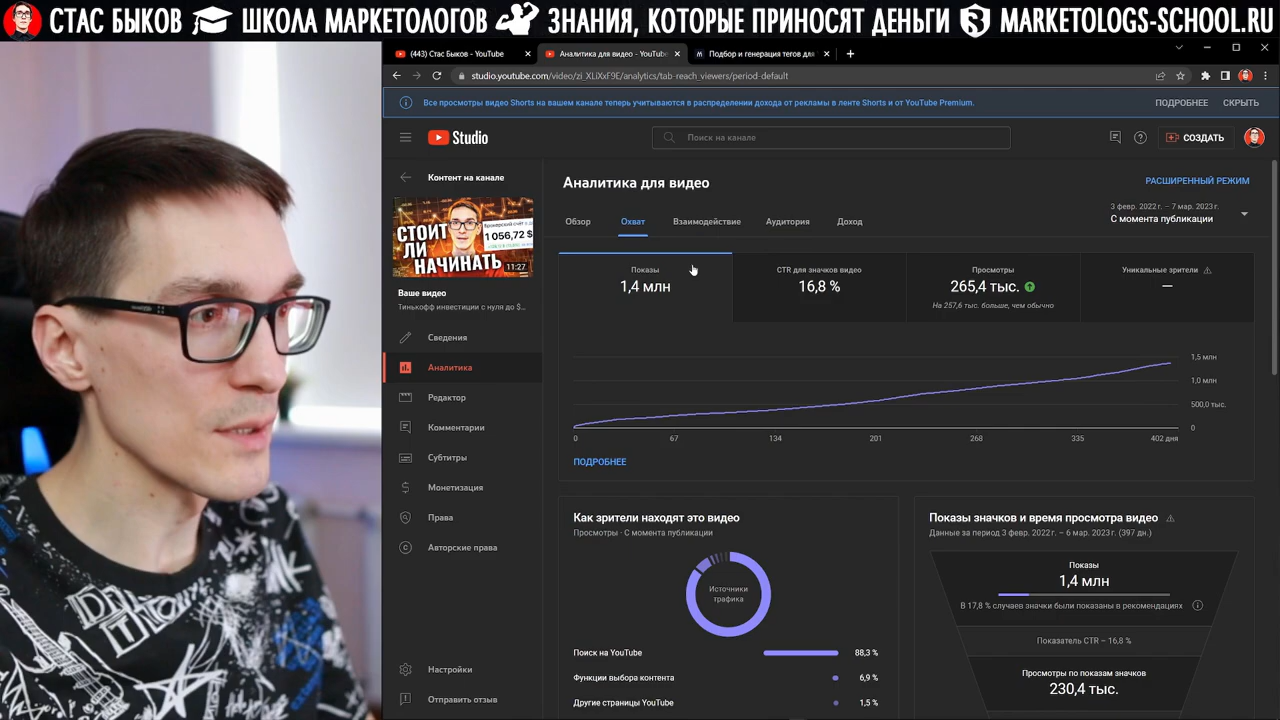 СТАС БЫКОВ ШКОЛА МАРКЕТОЛОГОВ ЗНАНИЯ, КОТОРЫЕ ПРИНОСЯТ ДЕНЬГИ MARKETOLOGS-SCHOOL.RU
(443) Стас Быков - YouTube
Аналитика для видео - YouTube
Подбор и генерация тегов для
studio.youtube.com/video/zi_XLiXxF9E/analytics/tab-reach_viewers/period-default
Все просмотры видео Shorts на вашем канале теперь учитываются в распределении дохода от рекламы в ленте Shorts и от YouTube Premium.
ПОДРОБНЕЕ
СКРЫТЬ
Studio
Поиск на канале
СОЗДАТЬ
Контент на канале
СТОИТ ЛИ НАЧИНАТЬ
1 056,72 $
11:27
Ваше видео
Тинькофф инвестиции с нуля до $...
Сведения
Аналитика
Редактор
Комментарии
Субтитры
Монетизация
Права
Авторские права
Настройки
Отправить отзыв
Аналитика для видео
РАСШИРЕННЫЙ РЕЖИМ
Обзор
Охват
Взаимодействие
Аудитория
Доход
3 февр. 2022 г. – 7 мар. 2023 г.
С момента публикации
Показы
1,4 млн
CTR для значков видео
16,8 %
Просмотры
265,4 тыс.
На 257,6 тыс. больше, чем обычно
Уникальные зрители
—
1,5 млн
1,0 млн
500,0 тыс.
0
0 67 134 201 268 335 402 дня
ПОДРОБНЕЕ
Как зрители находят это видео
Просмотры · С момента публикации
Источники
трафика
Поиск на YouTube 88,3 %
Функции выбора контента 6,9 %
Другие страницы YouTube 1,5 %
Показы значков и время просмотра видео
Данные за период 3 февр. 2022 г. – 6 мар. 2023 г. (397 дн.)
Показы
1,4 млн
В 17,8 % случаев значки были показаны в рекомендациях
Показатель CTR – 16,8 %
Просмотры по показам значков
230,4 тыс.